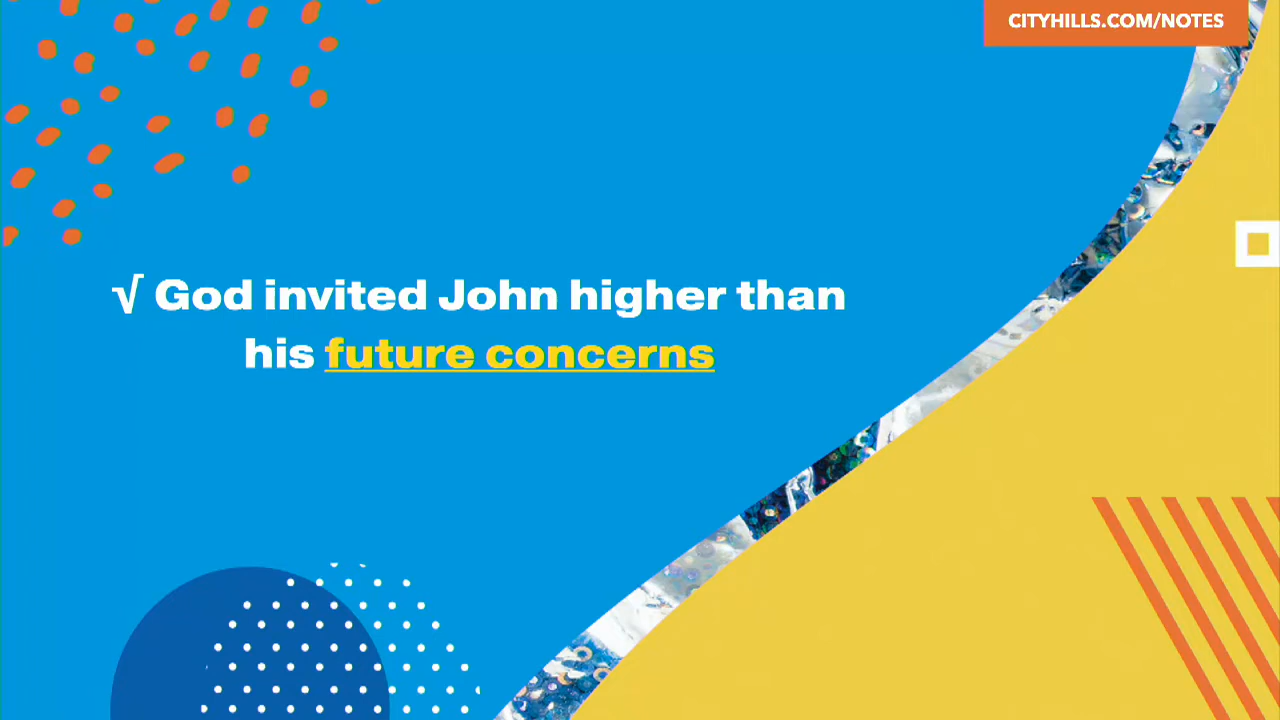 CITYHILLS.COM/NOTES
√ God invited John higher than
his future concerns